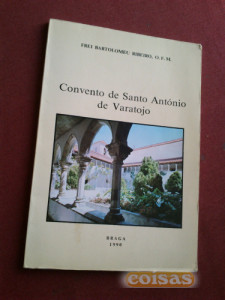 FREI BARTOLOMEU RIBEIRO, O. F. M.
Convento de Santo António
de Varatojo
BRAGA
1990
coisas